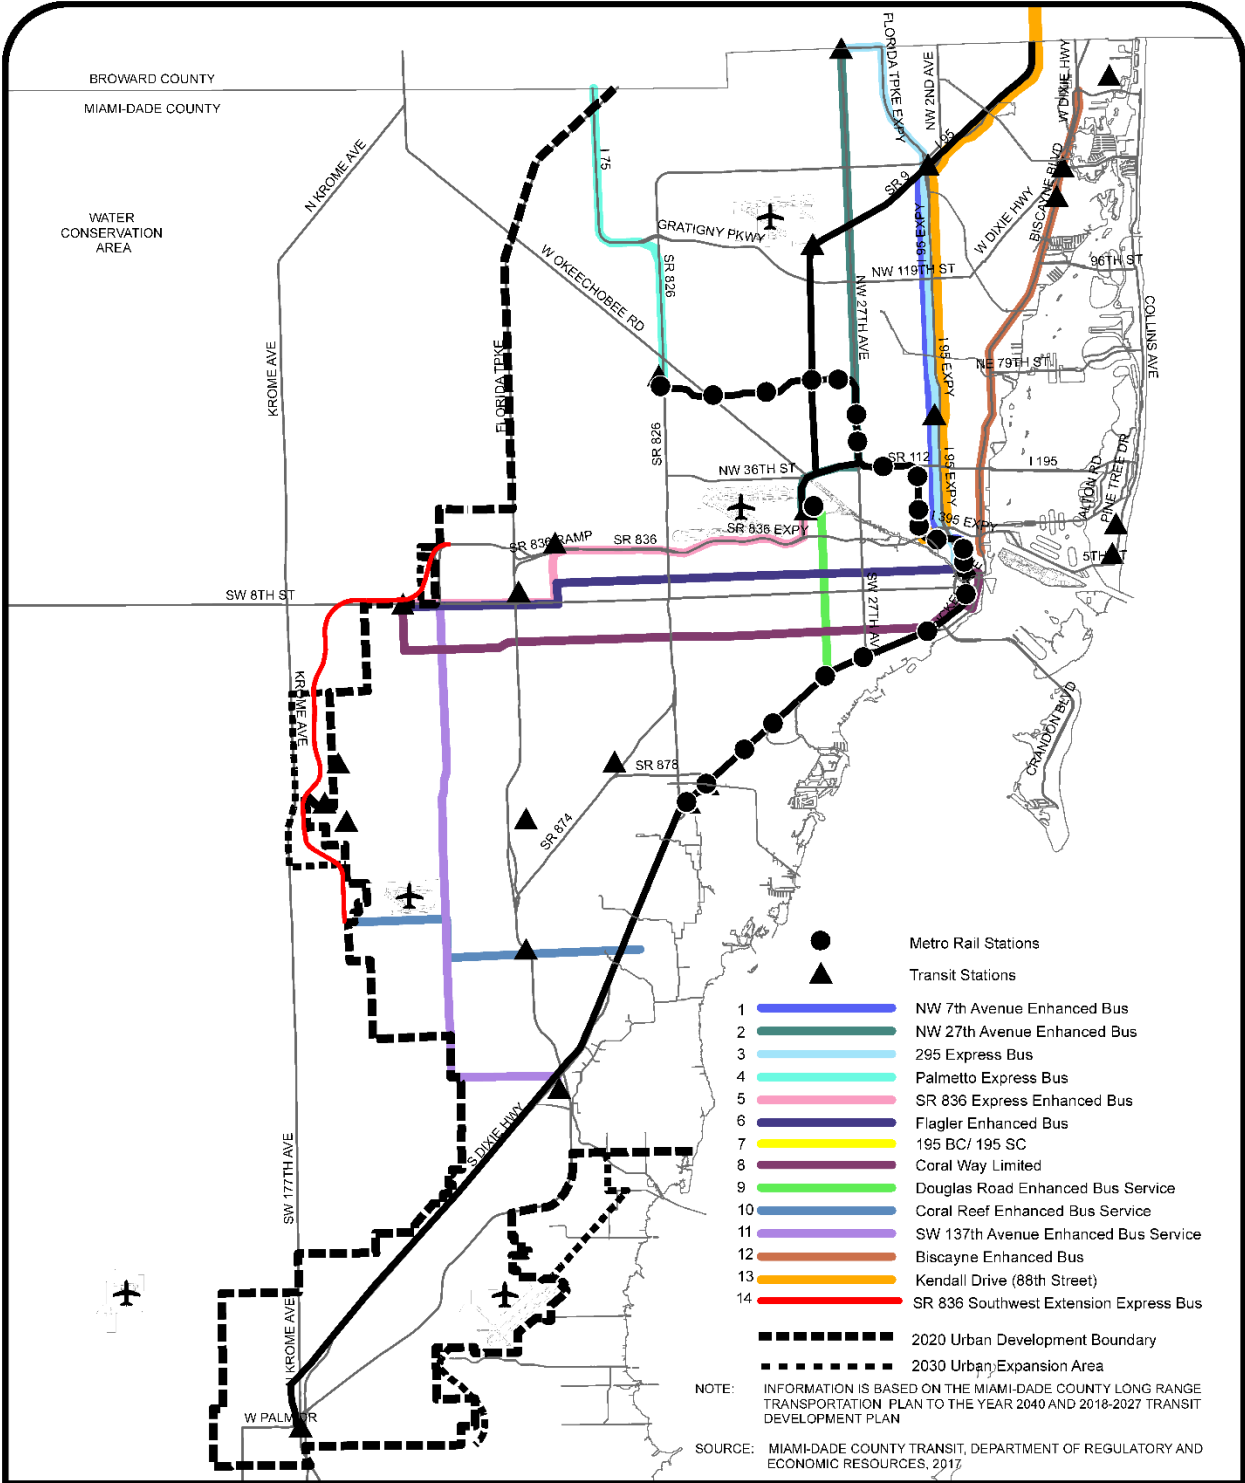 BROWARD COUNTY
MIAMI-DADE COUNTY
WATER
CONSERVATION
AREA
N KROME AVE
KROME AVE
FLORIDA TPKE
I 75
W OKEECHOBEE RD
GRATIGNY PKWY
SR 826
SR 826
FLORIDA TPKE EXPY
NW 2ND AVE
I 95
SR 9
W DIXIE HWY
BISCAYNE BLVD
W DIXIE HWY
I 95 EXPY
NW 119TH ST
96TH ST
COLLINS AVE
NW 27TH AVE
I 95 EXPY
NE 79TH ST
NW 36TH ST
SR 112
I 95 EXPY
I 195
ALTON RD
PINE TREE DR
I 395 EXPY
SR 836 EXPY
SR 836 RAMP
SR 836
SW 8TH ST
SW 27TH AV
KROME AVE
CRANDON BLVD
SR 878
SR 874
S DIXIE HWY
SW 177TH AVE
N KROME AVE
W PALM DR
Metro Rail Stations
Transit Stations
1 NW 7th Avenue Enhanced Bus
2 NW 27th Avenue Enhanced Bus
3 295 Express Bus
4 Palmetto Express Bus
5 SR 836 Express Enhanced Bus
6 Flagler Enhanced Bus
7 195 BC/ 195 SC
8 Coral Way Limited
9 Douglas Road Enhanced Bus Service
10 Coral Reef Enhanced Bus Service
11 SW 137th Avenue Enhanced Bus Service
12 Biscayne Enhanced Bus
13 Kendall Drive (88th Street)
14 SR 836 Southwest Extension Express Bus
2020 Urban Development Boundary
2030 Urban Expansion Area
NOTE: INFORMATION IS BASED ON THE MIAMI-DADE COUNTY LONG RANGE
TRANSPORTATION PLAN TO THE YEAR 2040 AND 2018-2027 TRANSIT
DEVELOPMENT PLAN
SOURCE: MIAMI-DADE COUNTY TRANSIT, DEPARTMENT OF REGULATORY AND
ECONOMIC RESOURCES, 2017